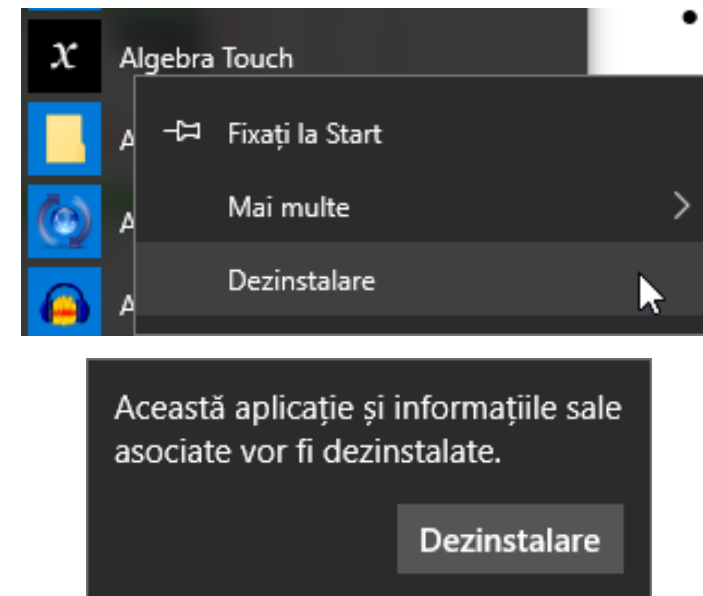 x Algebra Touch
A
Fixați la Start
A
Mai multe
A
Dezinstalare
Această aplicație și informațiile sale
asociate vor fi dezinstalate.
Dezinstalare